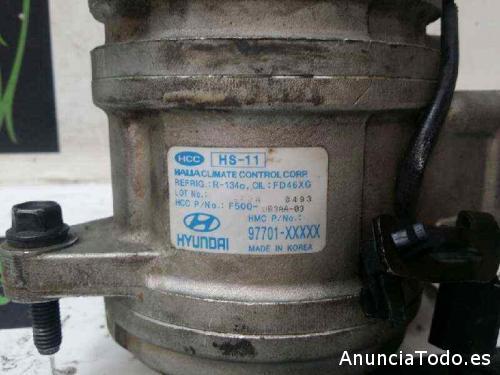 HCC HS-11
HALLA CLIMATE CONTROL CORP.
REFRIG.: R-134a, OIL: FD46XG
LOT No.: 8493
HCC P/No.: F500-
HYUNDAI
HMC P/No.:
97701-XXXXX
MADE IN KOREA
AnunciaTodo.es